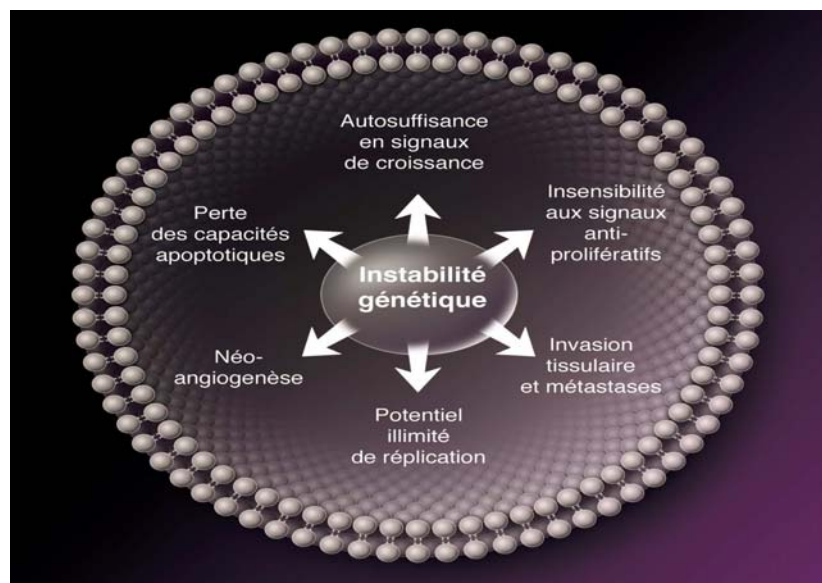 Autosuffisance
en signaux
de croissance
Insensibilité
aux signaux
anti-
prolifératifs
Perte
des capacités
apoptotiques
Instabilité
génétique
Néo-
angiogenèse
Invasion
tissulaire
et métastases
Potentiel
illimité
de réplication